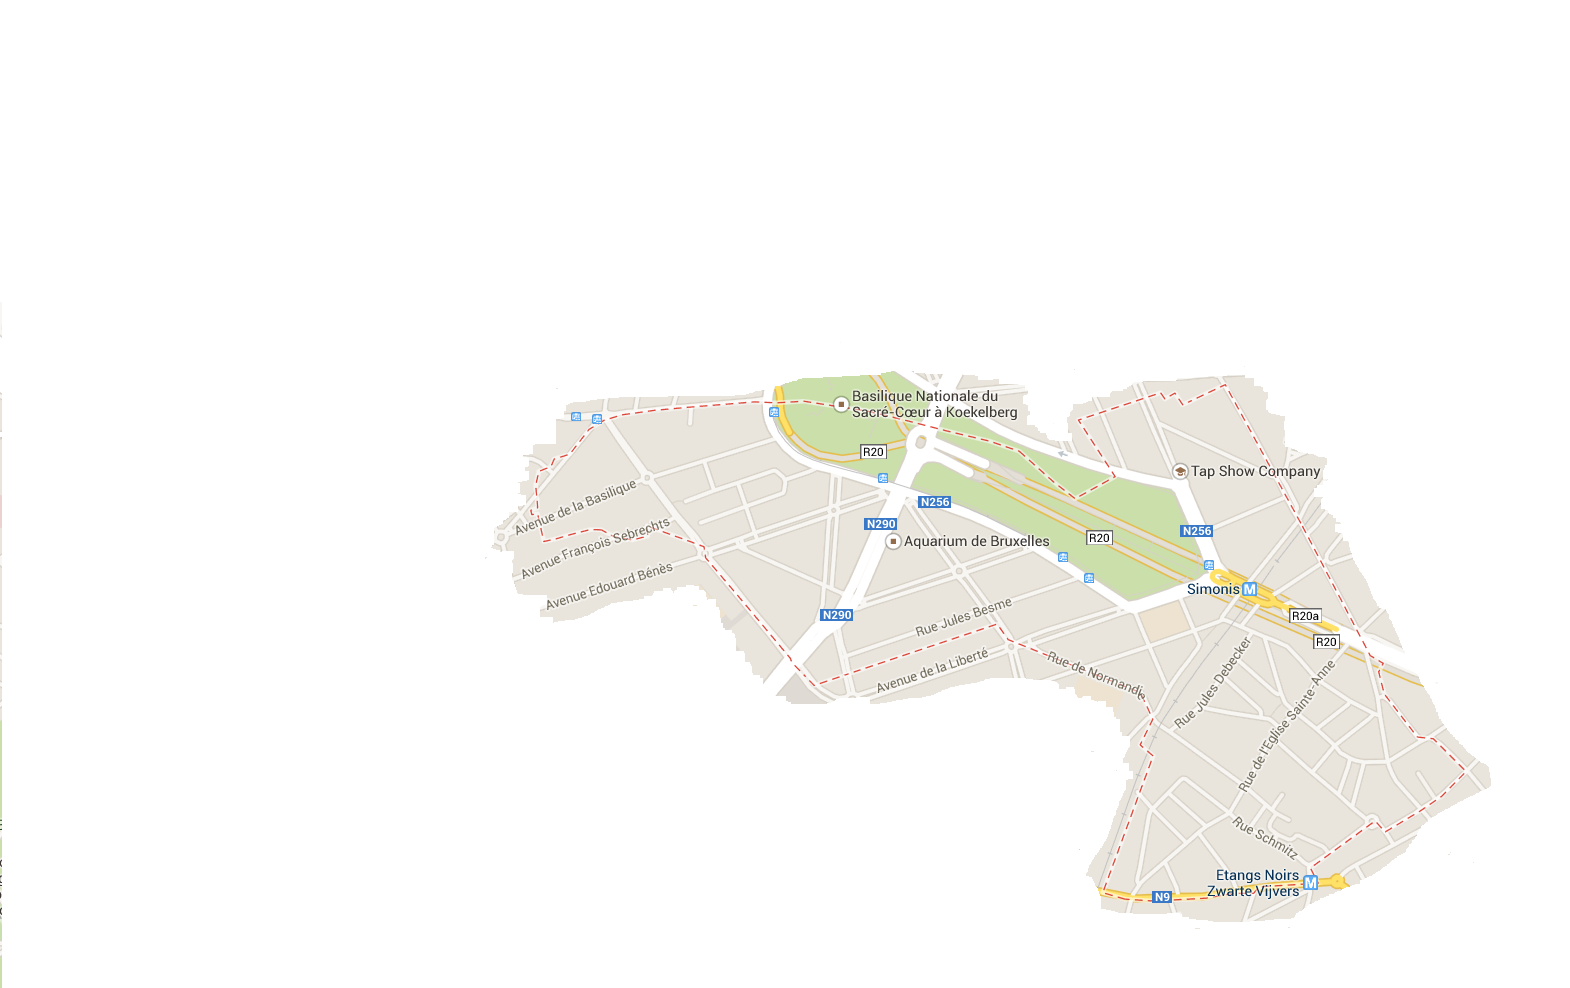 Basilique Nationale du
Sacré-Cœur à Koekelberg
R20
Tap Show Company
Avenue de la Basilique
N256
N290
Avenue François Sebrechts
Aquarium de Bruxelles
R20
N256
Avenue Edouard Bénès
Simonis M
N290
Rue Jules Besme
R20a
R20
Avenue de la Liberté
Rue de Normandie
Rue Jules Debecker
Rue de l'Eglise Sainte-Anne
Rue Schmitz
Etangs Noirs
Zwarte Vijvers
M
N9